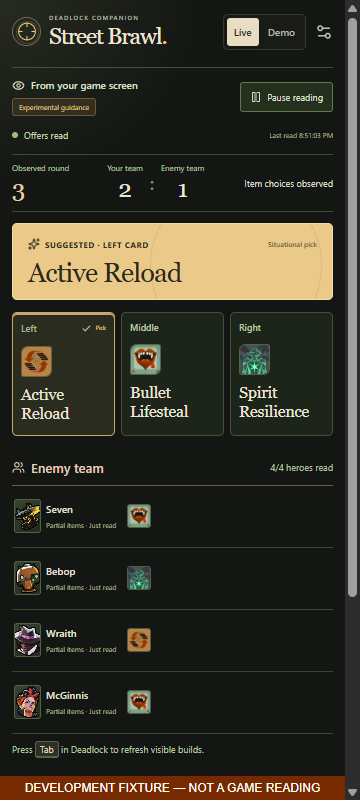 DEADLOCK COMPANION
Street Brawl.
Live
Demo
From your game screen
Experimental guidance
Pause reading
Offers read
Last read 8:51:03 PM
Observed round
Your team
Enemy team
3
2 : 1
Item choices observed
SUGGESTED · LEFT CARD
Situational pick
Active Reload
Left
Pick
Active
Reload
Middle
Bullet
Lifesteal
Right
Spirit
Resilience
Enemy team
4/4 heroes read
Seven
Partial items · Just read
Bebop
Partial items · Just read
Wraith
Partial items · Just read
McGinnis
Partial items · Just read
Press Tab in Deadlock to refresh visible builds.
DEVELOPMENT FIXTURE — NOT A GAME READING